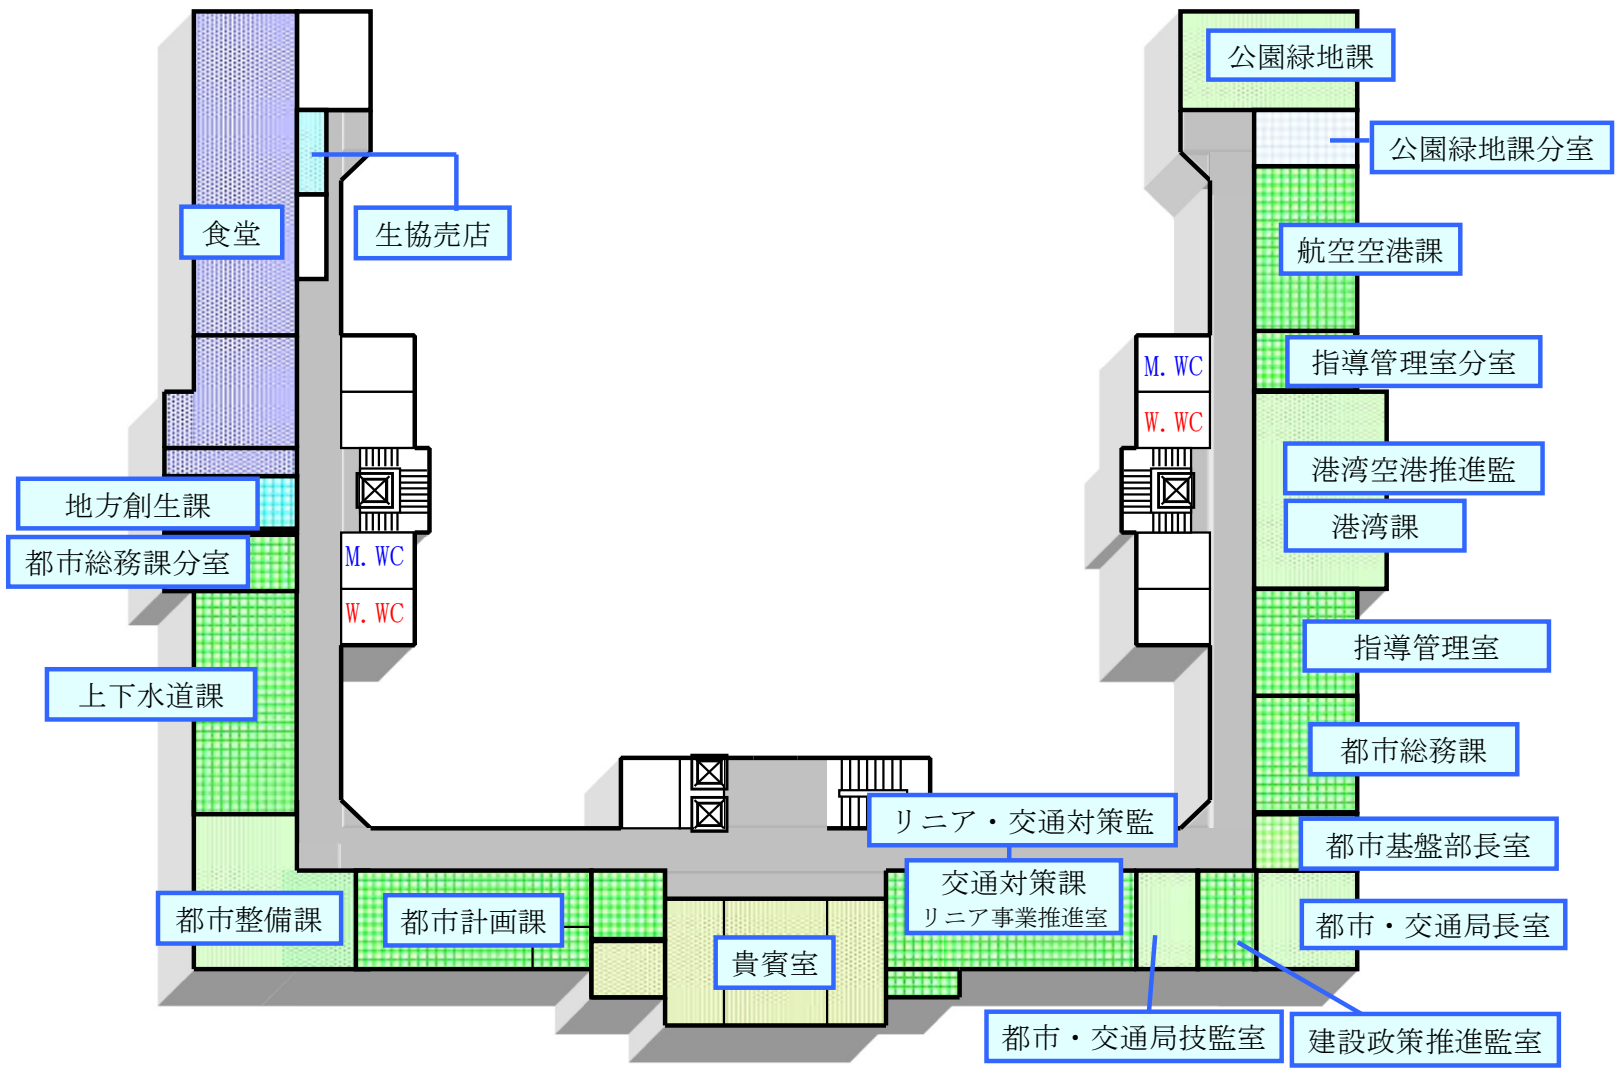 公園緑地課
公園緑地課分室
食堂
生協売店
航空空港課
指導管理室分室
M.WC
W.WC
港湾空港推進監
港湾課
地方創生課
都市総務課分室
M.WC
W.WC
指導管理室
上下水道課
都市総務課
リニア・交通対策監
都市基盤部長室
交通対策課
リニア事業推進室
都市整備課
都市計画課
都市・交通局長室
貴賓室
都市・交通局技監室
建設政策推進監室